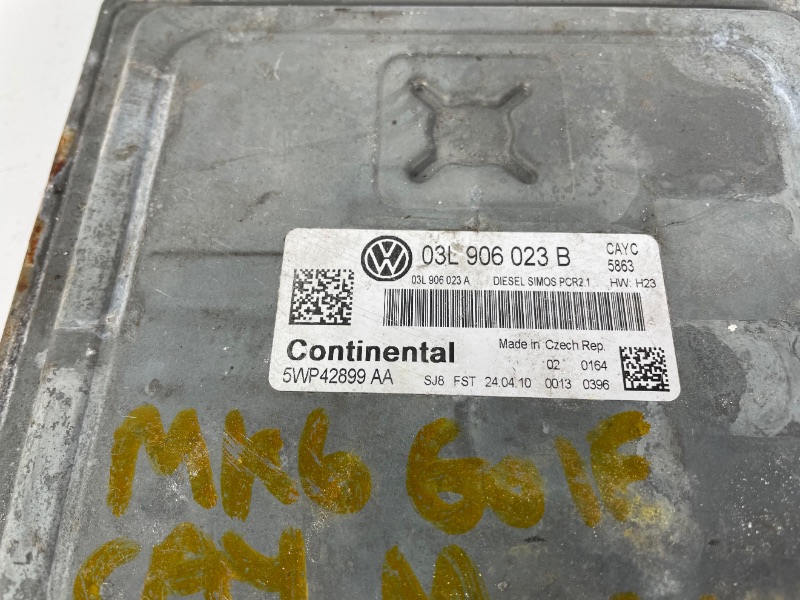 03L 906 023 B CAYC
5863
03L 906 023 A DIESEL SIMOS PCR2.1 HW: H23
Continental Made in Czech Rep.
02 0164
5WP42899 AA SJ8 FST 24.04.10 0013 0396
MK6 GOlF
CAY